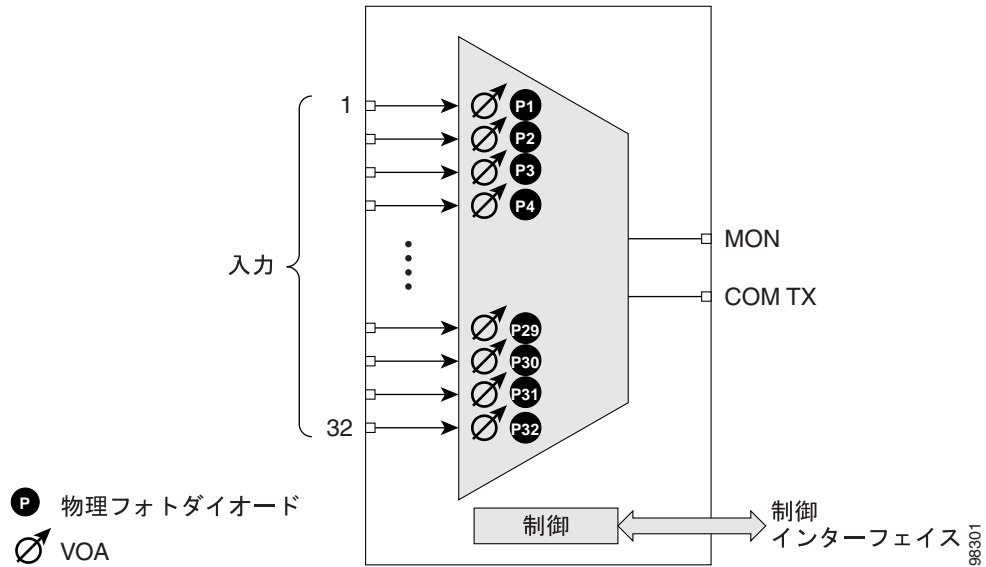 1
P1
P2
P3
P4
入力
MON
COM TX
P29
P30
P31
32
P32
P 物理フォトダイオード
VOA
制御
制御
インターフェイス
98301